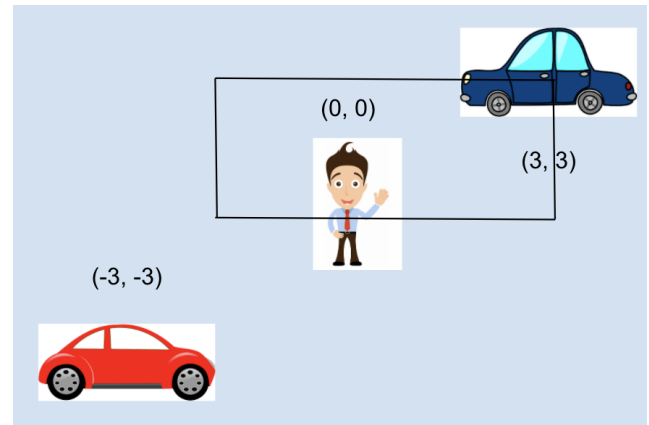 (0, 0)
(3, 3)
(-3, -3)